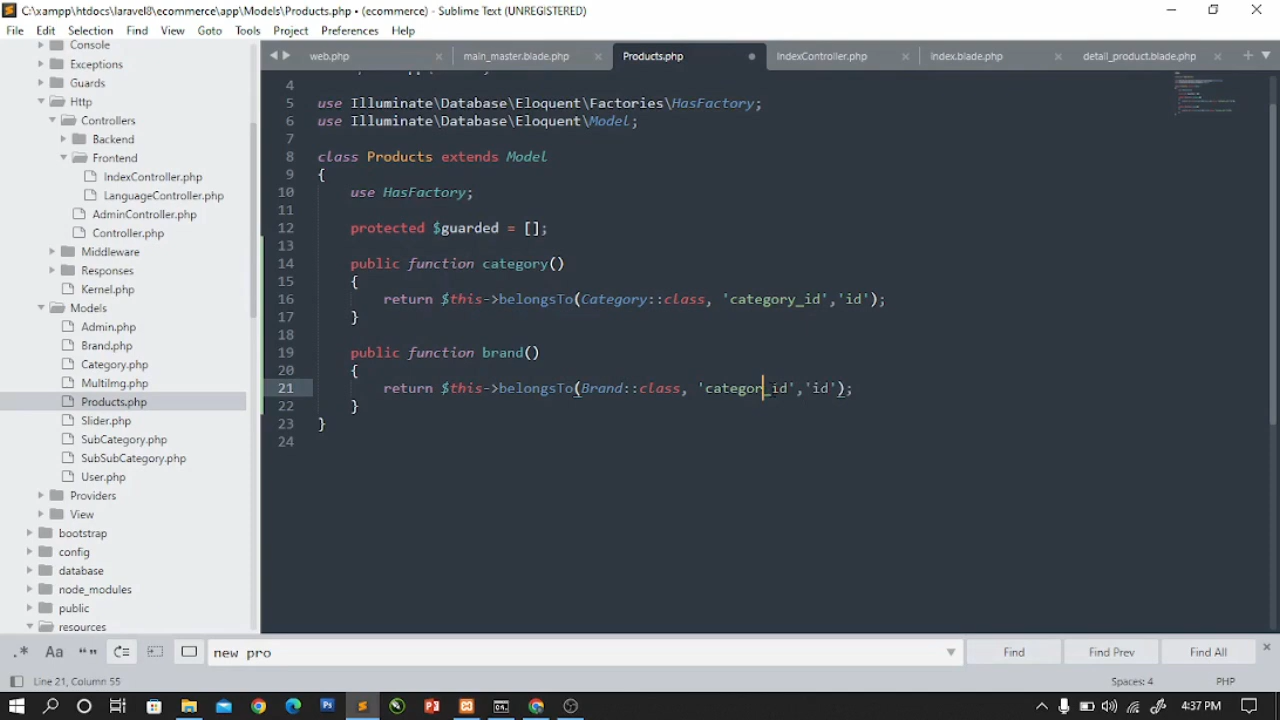 C:\xampp\htdocs\laravel8\ecommerce\app\Models\Products.php • (ecommerce) - Sublime Text (UNREGISTERED)
File Edit Selection Find View Goto Tools Project Preferences Help
Console
Exceptions
Guards
Http
Controllers
Backend
Frontend
IndexController.php
LanguageController.php
AdminController.php
Controller.php
Middleware
Responses
Kernel.php
Models
Admin.php
Brand.php
Category.php
MultiImg.php
Products.php
Slider.php
SubCategory.php
SubSubCategory.php
User.php
Providers
View
bootstrap
config
database
node_modules
public
resources
web.php main_master.blade.php Products.php IndexController.php index.blade.php detail_product.blade.php
4
5 use Illuminate\Database\Eloquent\Factories\HasFactory;
6 use Illuminate\Database\Eloquent\Model;
7
8 class Products extends Model
9 {
10 use HasFactory;
11
12 protected $guarded = [];
13
14 public function category()
15 {
16 return $this->belongsTo(Category::class, 'category_id','id');
17 }
18
19 public function brand()
20 {
21 return $this->belongsTo(Brand::class, 'categor_id','id');
22 }
23 }
24
.* Aa “” new pro Find Find Prev Find All
Line 21, Column 55 Spaces: 4 PHP
4:37 PM